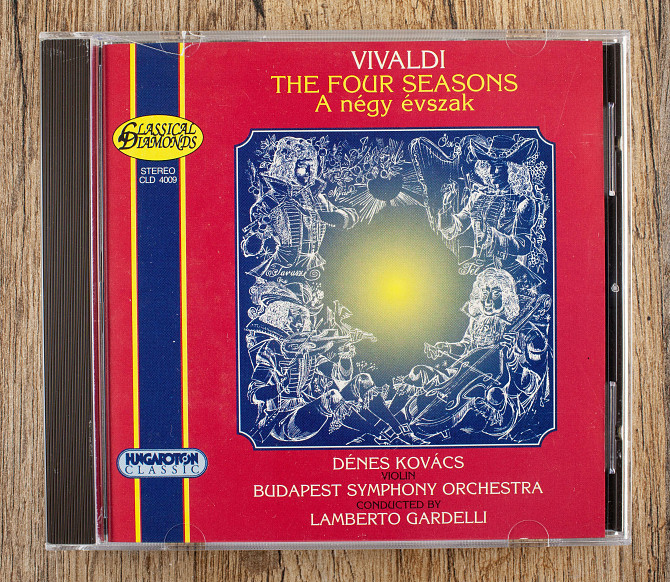 VIVALDI
THE FOUR SEASONS
A négy évszak
CLASSICAL
DIAMONDS
STEREO
CLD 4009
DÉNES KOVÁCS
VIOLIN
BUDAPEST SYMPHONY ORCHESTRA
CONDUCTED BY
LAMBERTO GARDELLI
HUNGAROTON
CLASSIC